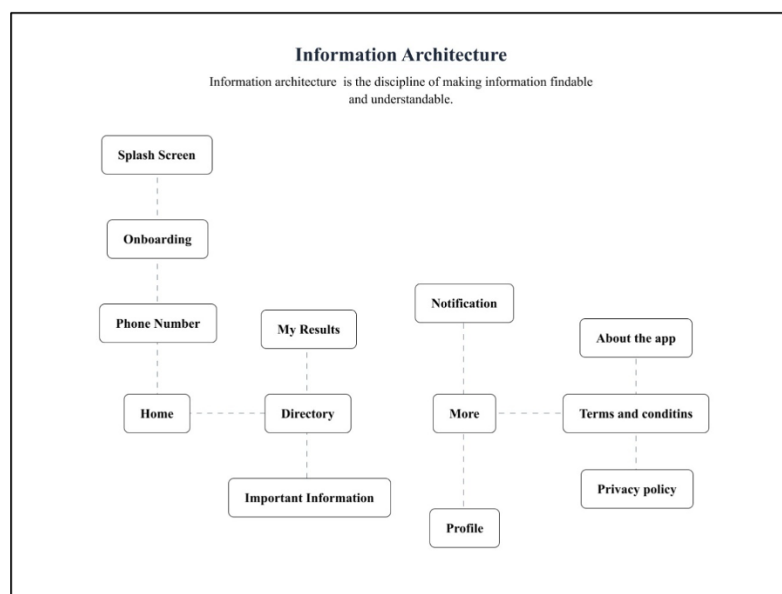 Information Architecture
Information architecture is the discipline of making information findable
and understandable.
Splash Screen
Onboarding
Phone Number
Home
My Results
Directory
Important Information
Notification
More
Profile
About the app
Terms and conditins
Privacy policy